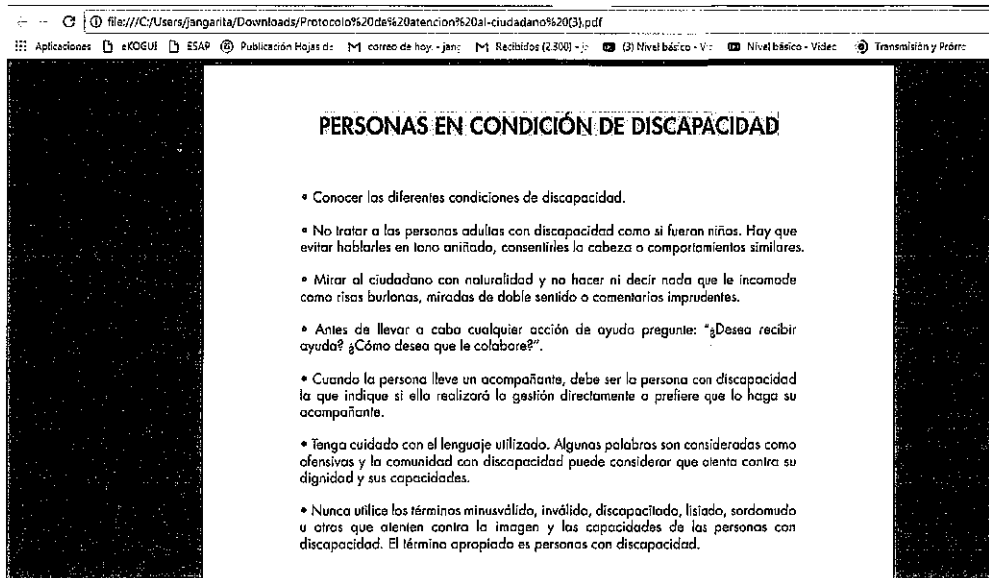 file:///C:/Users/jangarita/Downloads/Protocolo%20de%20atencion%20al-ciudadano%20(3).pdf
Aplicaciones eKOGUI ESAP Publicación Hojas de correo de hoy. - jang Recibidos (2.300) - (3) Nivel básico - Nivel básico - Videc Transmisión y Prórrc
PERSONAS EN CONDICIÓN DE DISCAPACIDAD
• Conocer las diferentes condiciones de discapacidad.
• No tratar a las personas adultas con discapacidad como si fueran niños. Hay que
evitar hablarles en tono aniñado, consentirles la cabeza o comportamientos similares.
• Mirar al ciudadano con naturalidad y no hacer ni decir nada que le incomode
como risas burlonas, miradas de doble sentido o comentarios imprudentes.
• Antes de llevar a cabo cualquier acción de ayuda pregunte: "¿Desea recibir
ayuda? ¿Cómo desea que le colabore?".
• Cuando la persona lleve un acompañante, debe ser la persona con discapacidad
la que indique si ella realizará la gestión directamente o prefiere que lo haga su
acompañante.
• Tenga cuidado con el lenguaje utilizado. Algunas palabras son consideradas como
ofensivas y la comunidad con discapacidad puede considerar que atenta contra su
dignidad y sus capacidades.
• Nunca utilice los términos minusválido, inválido, discapacitado, lisiado, sordomudo
u otros que atenten contra la imagen y las capacidades de las personas con
discapacidad. El término apropiado es personas con discapacidad.